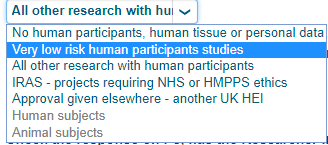 All other research with hu
No human participants, human tissue or personal data
Very low risk human participants studies
All other research with human participants
IRAS - projects requiring NHS or HMPPS ethics
Approval given elsewhere - another UK HEI
Human subjects
Animal subjects